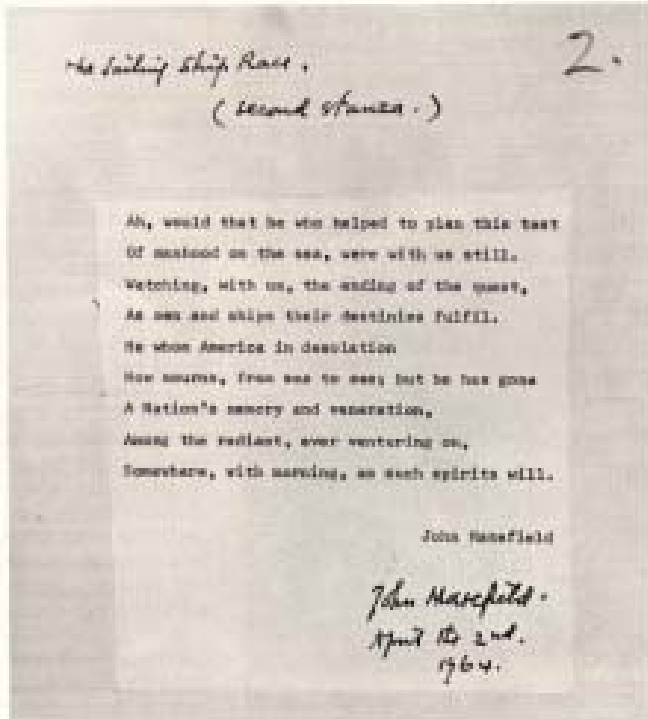 The Sailing Ship Race.
2.
(second stanza.)
Ah, would that he who helped to plan this test
Of manhood on the sea, were with us still.
Watching, with us, the ending of the quest,
As men and ships their destinies fulfil.
He whom America in desolation
Now mourns, from sea to sea; but he has gone
A Nation's memory and veneration,
Among the radiant, ever venturing on,
Somewhere, with morning, as such spirits will.
John Masefield
John Masefield.
April the 2nd.
1964.